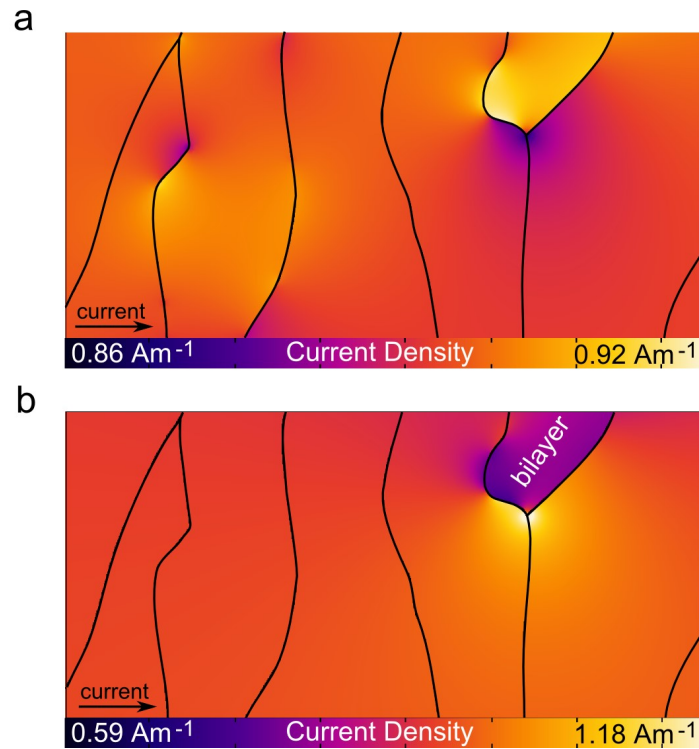 a
current
0.86 Am-1 Current Density 0.92 Am-1
b
bilayer
current
0.59 Am-1 Current Density 1.18 Am-1